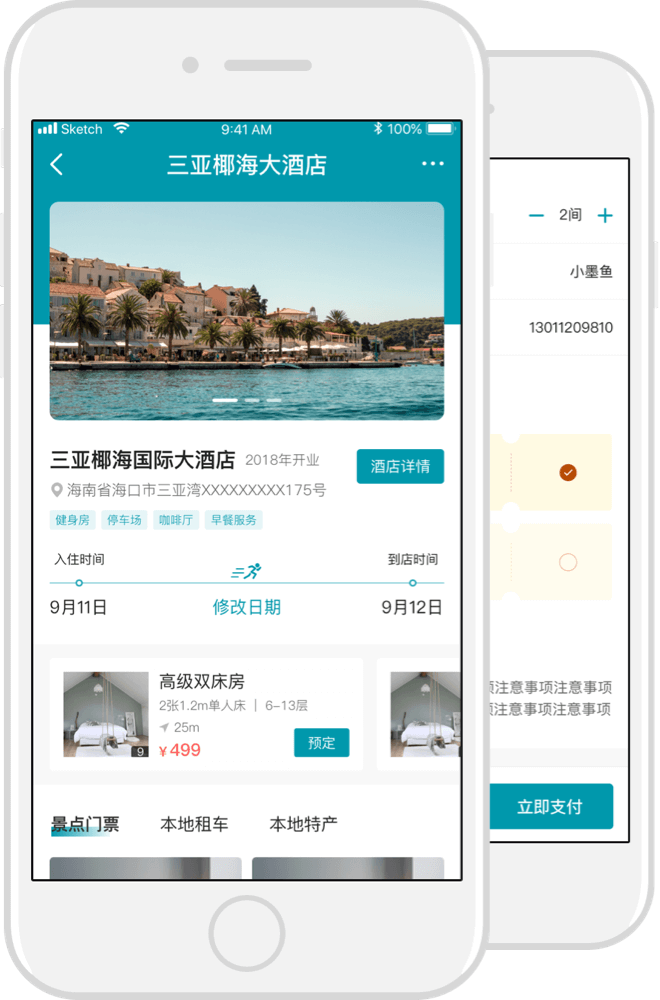 Sketch 9:41 AM 100%
三亚椰海大酒店
三亚椰海国际大酒店 2018年开业
酒店详情
海南省海口市三亚湾XXXXXXXXX175号
健身房 停车场 咖啡厅 早餐服务
入住时间 到店时间
9月11日 修改日期 9月12日
高级双床房
2张1.2m单人床 | 6-13层
25m
¥499
预定
9
景点门票 本地租车 本地特产
2间
小墨鱼
13011209810
注意事项注意事项
注意事项注意事项
立即支付